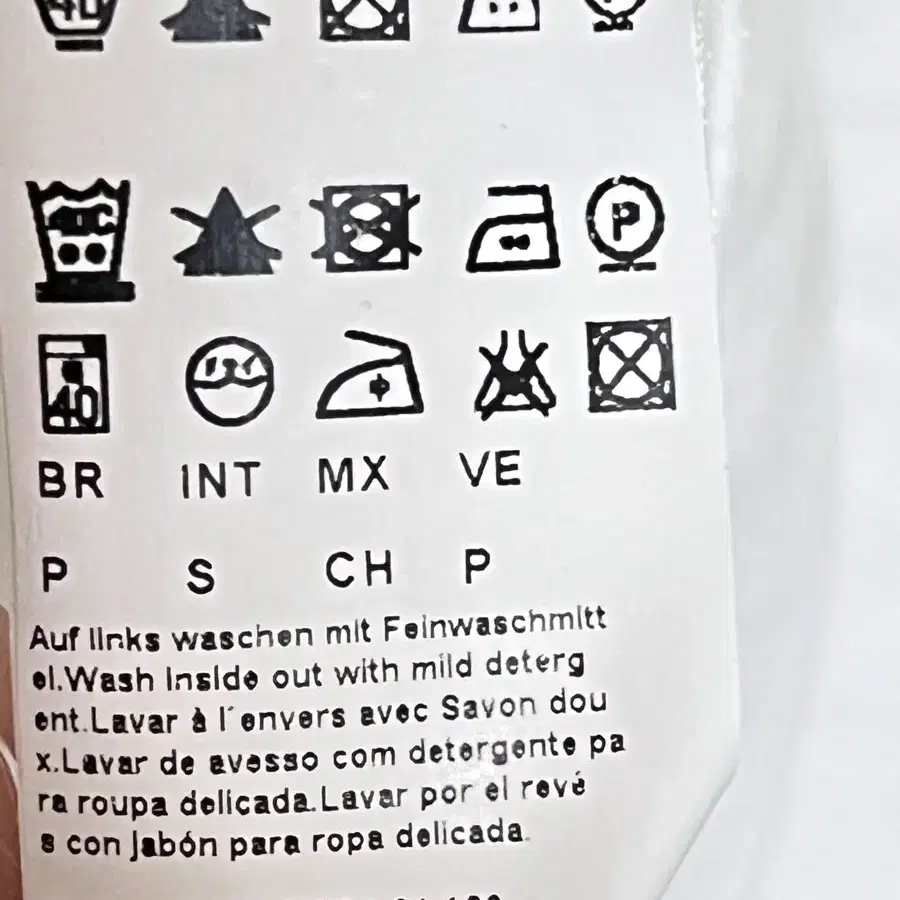 40
P
40
BR INT MX VE
P S CH P
Auf links waschen mit Feinwaschmitt
el.Wash Inside out with mild deterg
ent.Lavar à l´envers avec Savon dou
x.Lavar de avesso com detergente pa
ra roupa delicada.Lavar por el revé
s con jabón para ropa delicada.